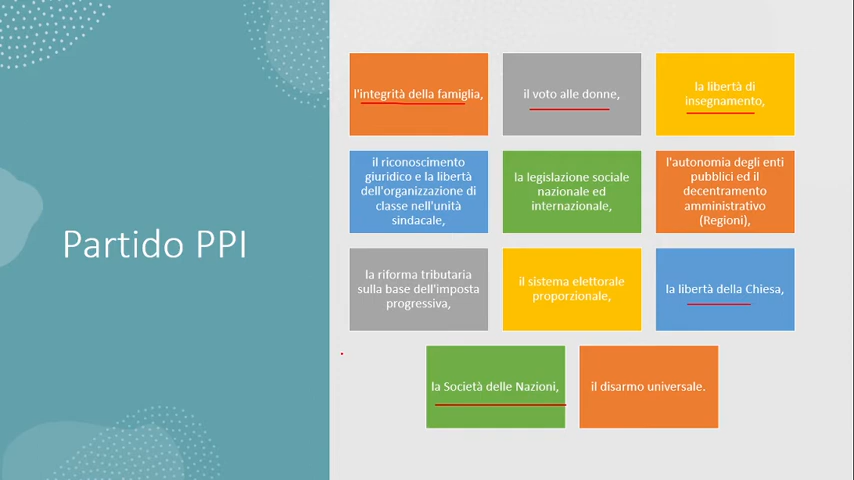 Partido PPI
l'integrità della famiglia,
il voto alle donne,
la libertà di
insegnamento,
il riconoscimento
giuridico e la libertà
dell'organizzazione di
classe nell'unità
sindacale,
la legislazione sociale
nazionale ed
internazionale,
l'autonomia degli enti
pubblici ed il
decentramento
amministrativo
(Regioni),
la riforma tributaria
sulla base dell'imposta
progressiva,
il sistema elettorale
proporzionale,
la libertà della Chiesa,
la Società delle Nazioni,
il disarmo universale.